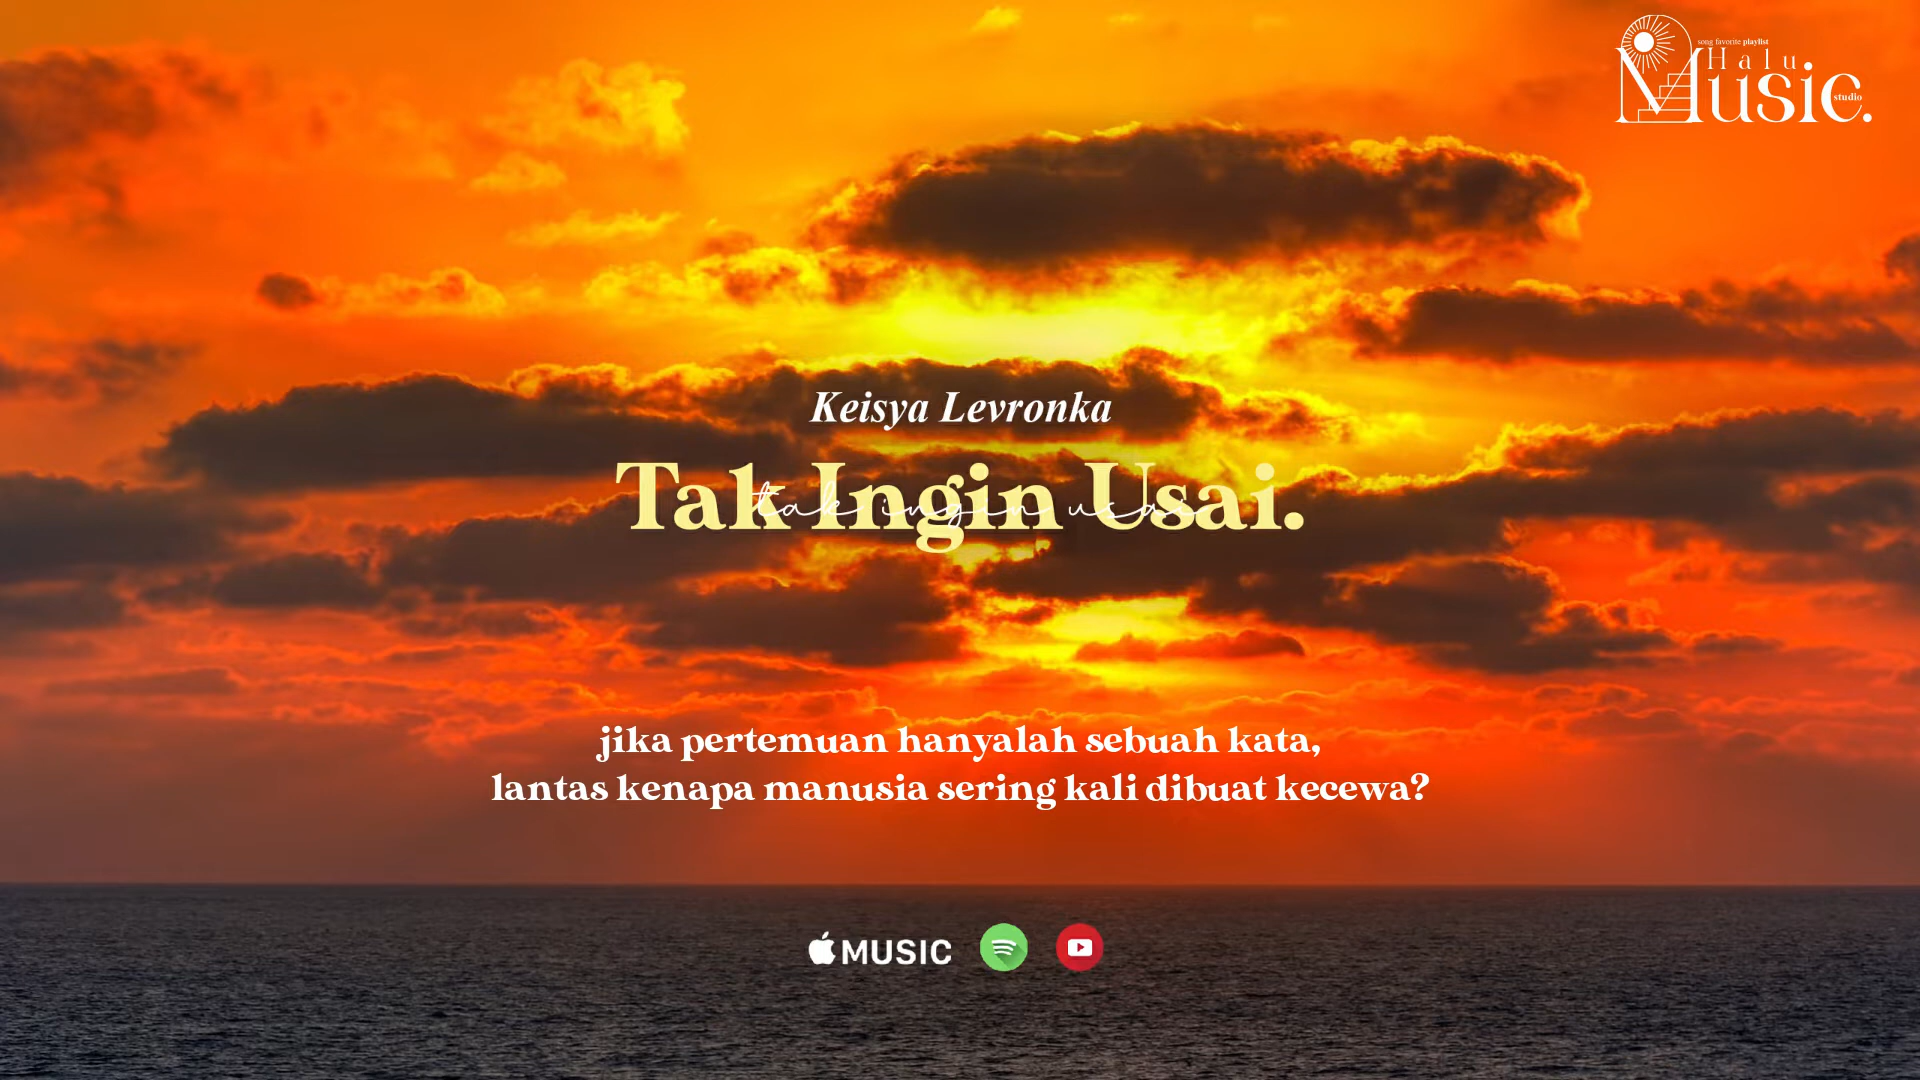 song favorite playlist
Halu
Music.
studio
Keisya Levronka
Tak Ingin Usai.
tak ingin usai
jika pertemuan hanyalah sebuah kata,
lantas kenapa manusia sering kali dibuat kecewa?
MUSIC